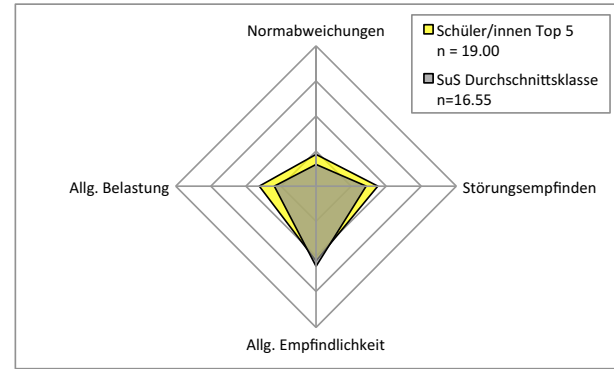 Normabweichungen
Schüler/innen Top 5
n = 19.00
SuS Durchschnittsklasse
n=16.55
Allg. Belastung
Störungsempfinden
Allg. Empfindlichkeit